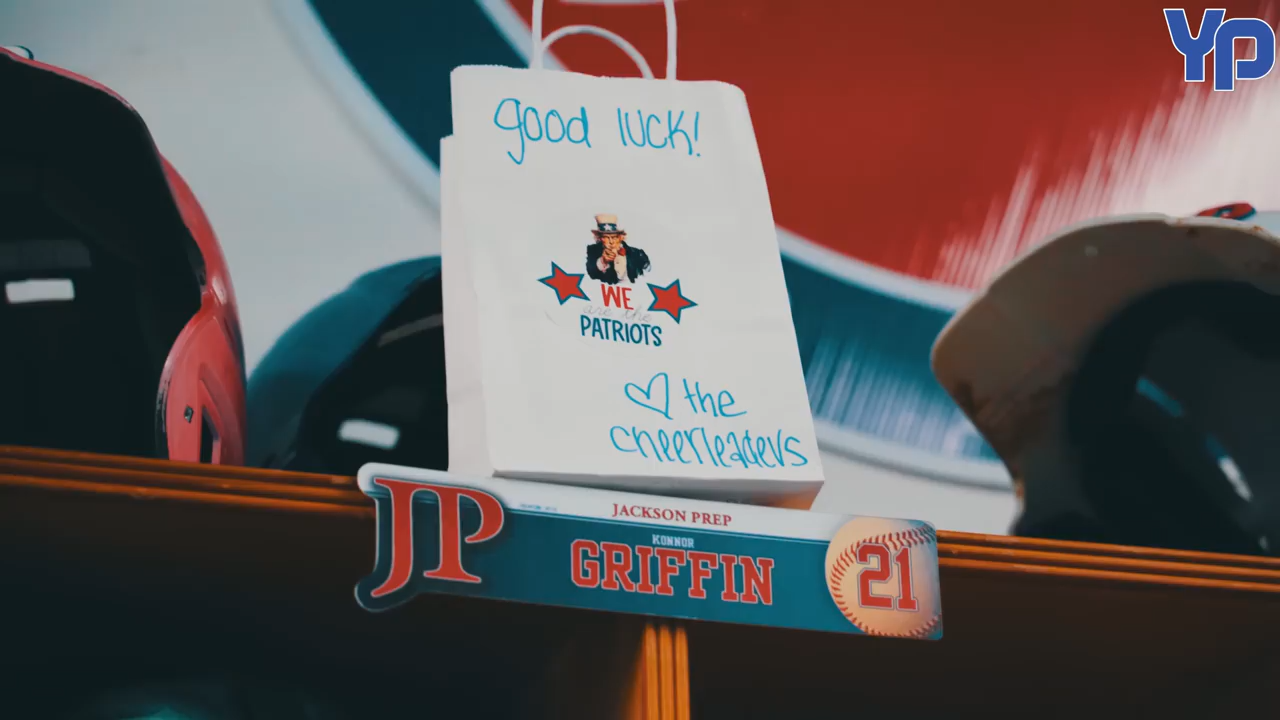 YP
good luck!
WE
are the
PATRIOTS
the
cheerleaders
JP
JACKSON PREP
KONNOR
GRIFFIN
21